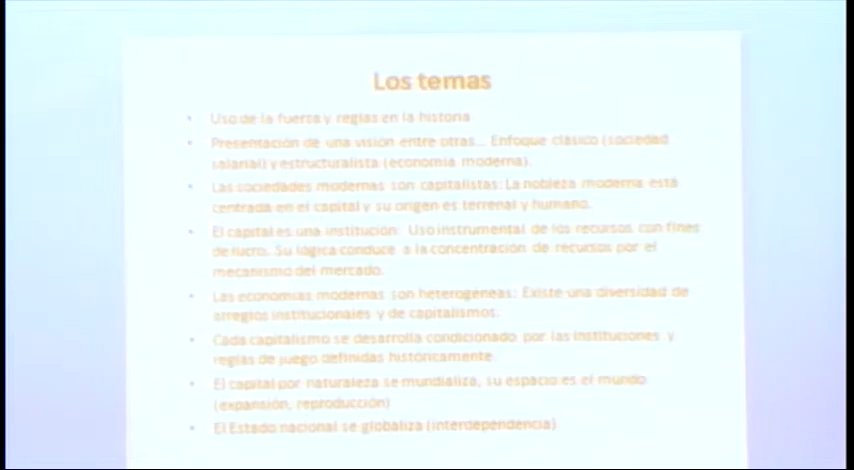 Los temas
• Uso de la fuerza y reglas en la historia
• Presentación de una visión entre otras... Enfoque clásico (sociedad
salarial) y estructuralista (economía moderna).
• Las sociedades modernas son capitalistas: La nobleza moderna está
centrada en el capital y su origen es terrenal y humano.
• El capital es una institución: Uso instrumental de los recursos con fines
de lucro. Su lógica conduce a la concentración de recursos por el
mecanismo del mercado.
• Las economías modernas son heterogéneas: Existe una diversidad de
arreglos institucionales y de capitalismos.
• Cada capitalismo se desarrolla condicionado por las instituciones y
reglas de juego definidas históricamente
• El capital por naturaleza se mundializa, su espacio es el mundo
(expansión, reproducción)
• El Estado nacional se globaliza (interdependencia)